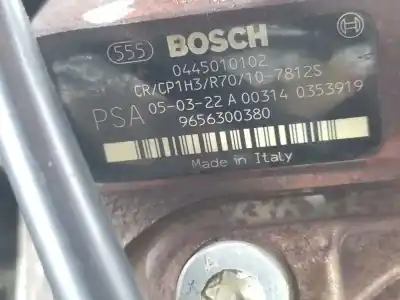 555 BOSCH
0445010102
CR/CP1H3/R70/10-7812S
PSA 05-03-22 A 00314 0353919
9656300380
Made in Italy